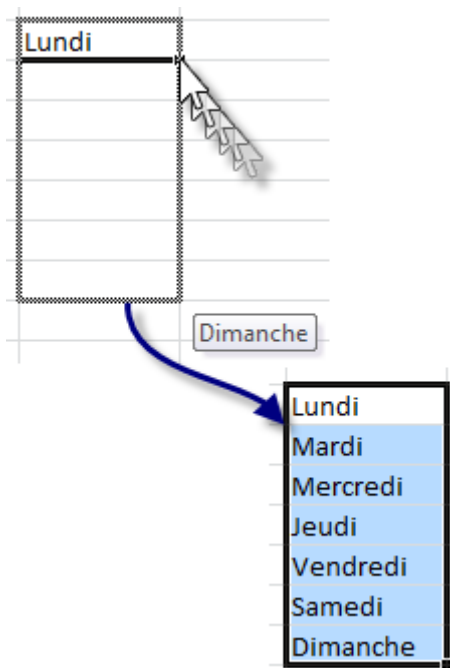 Lundi
Dimanche
Lundi
Mardi
Mercredi
Jeudi
Vendredi
Samedi
Dimanche